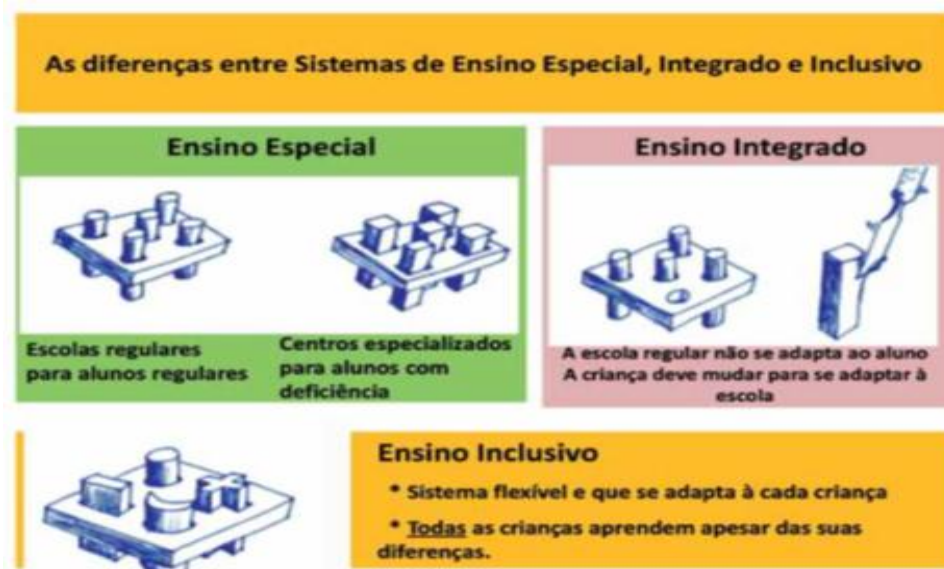 As diferenças entre Sistemas de Ensino Especial, Integrado e Inclusivo
Ensino Especial
Escolas regulares
para alunos regulares
Centros especializados
para alunos com
deficiência
Ensino Integrado
A escola regular não se adapta ao aluno
A criança deve mudar para se adaptar à
escola
Ensino Inclusivo
* Sistema flexível e que se adapta à cada criança
* Todas as crianças aprendem apesar das suas
diferenças.